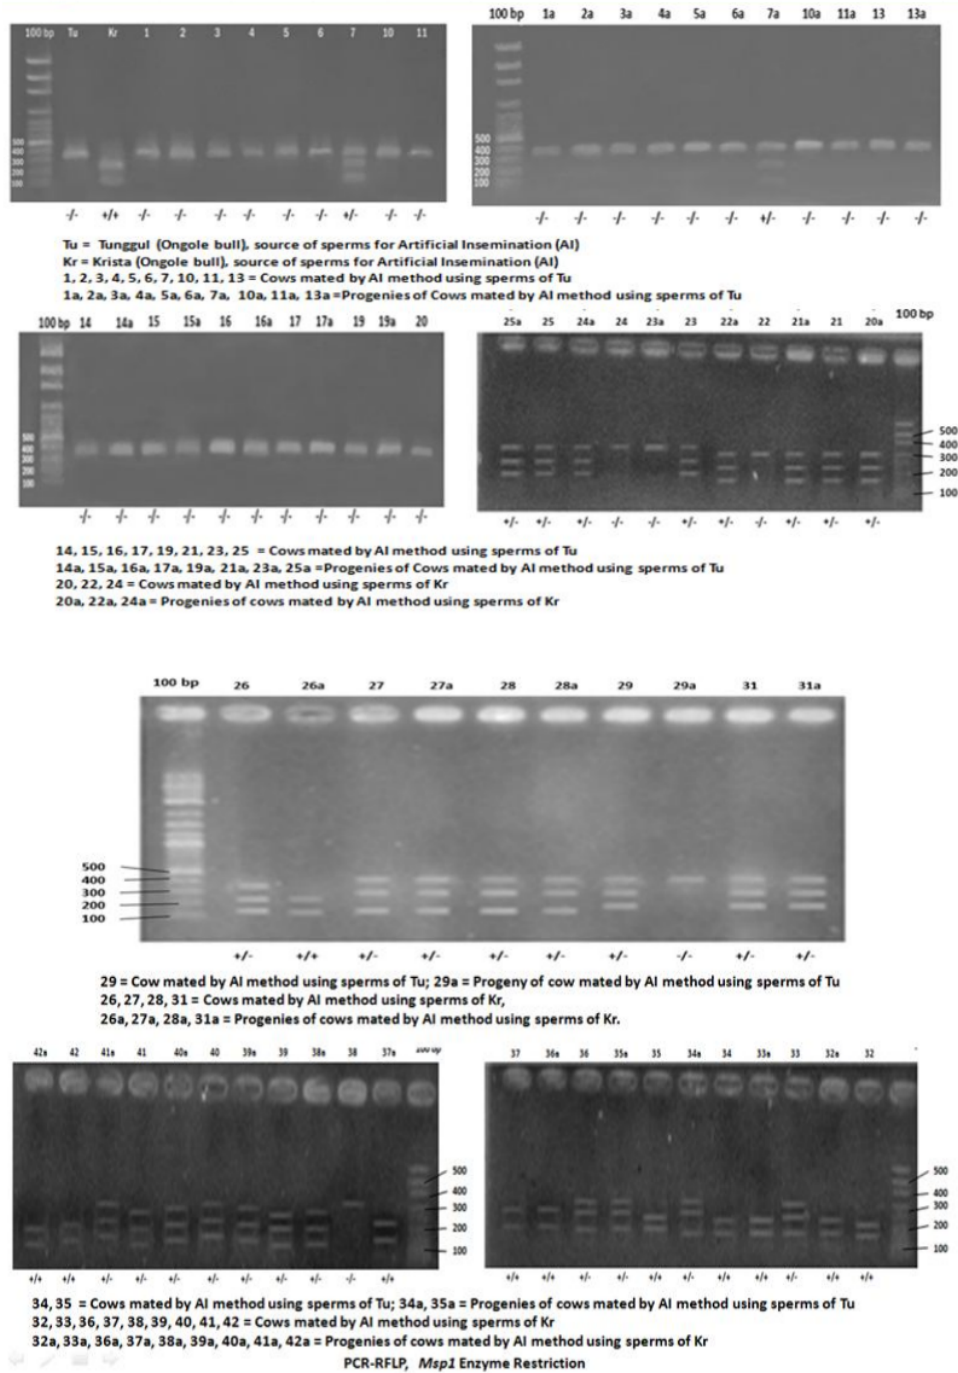 100 bp Tu Kr 1 2 3 4 5 6 7 10 11
500
400
300
200
100
-/- +/+ -/- -/- -/- -/- -/- -/- +/- -/- -/-
100 bp 1a 2a 3a 4a 5a 6a 7a 10a 11a 13 13a
500
400
300
200
100
-/- -/- -/- -/- -/- -/- +/- -/- -/- -/- -/-
Tu = Tunggul (Ongole bull), source of sperms for Artificial Insemination (AI)
Kr = Krista (Ongole bull), source of sperms for Artificial Insemination (AI)
1, 2, 3, 4, 5, 6, 7, 10, 11, 13 = Cows mated by AI method using sperms of Tu
1a, 2a, 3a, 4a, 5a, 6a, 7a, 10a, 11a, 13a =Progenies of Cows mated by AI method using sperms of Tu
100 bp 14 14a 15 15a 16 16a 17 17a 19 19a 20
500
400
300
200
100
-/- -/- -/- -/- -/- -/- -/- -/- -/- -/- -/-
25a 25 24a 24 23a 23 22a 22 21a 21 20a 100 bp
500
400
300
200
100
+/- +/- +/- -/- -/- +/- +/- -/- +/- +/- +/-
14, 15, 16, 17, 19, 21, 23, 25 = Cows mated by AI method using sperms of Tu
14a, 15a, 16a, 17a, 19a, 21a, 23a, 25a =Progenies of Cows mated by AI method using sperms of Tu
20, 22, 24 = Cows mated by AI method using sperms of Kr
20a, 22a, 24a = Progenies of cows mated by AI method using sperms of Kr
100 bp 26 26a 27 27a 28 28a 29 29a 31 31a
500
400
300
200
100
+/- +/+ +/- +/- +/- +/- +/- -/- +/- +/-
29 = Cow mated by AI method using sperms of Tu; 29a = Progeny of cow mated by AI method using sperms of Tu
26, 27, 28, 31 = Cows mated by AI method using sperms of Kr,
26a, 27a, 28a, 31a = Progenies of cows mated by AI method using sperms of Kr.
42a 42 41a 41 40a 40 39a 39 38a 38 37a 100 bp
500
400
300
200
100
+/+ +/+ +/- +/- +/- +/- +/- +/- +/- -/- +/+
37 36a 36 35a 35 34a 34 33a 33 32a 32
500
400
300
200
100
+/+ +/+ +/- +/- +/+ +/- +/+ +/+ +/- +/+ +/+
34, 35 = Cows mated by AI method using sperms of Tu; 34a, 35a = Progenies of cows mated by AI method using sperms of Tu
32, 33, 36, 37, 38, 39, 40, 41, 42 = Cows mated by AI method using sperms of Kr
32a, 33a, 36a, 37a, 38a, 39a, 40a, 41a, 42a = Progenies of cows mated by AI method using sperms of Kr
PCR-RFLP, Msp1 Enzyme Restriction